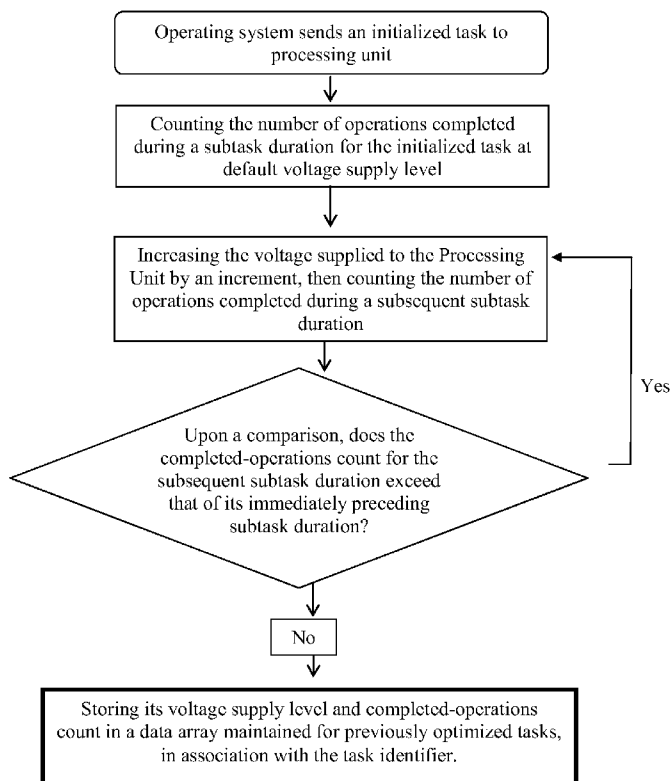 Operating system sends an initialized task to
processing unit
Counting the number of operations completed
during a subtask duration for the initialized task at
default voltage supply level
Increasing the voltage supplied to the Processing
Unit by an increment, then counting the number of
operations completed during a subsequent subtask
duration
Yes
Upon a comparison, does the
completed-operations count for the
subsequent subtask duration exceed
that of its immediately preceding
subtask duration?
No
Storing its voltage supply level and completed-operations
count in a data array maintained for previously optimized tasks,
in association with the task identifier.